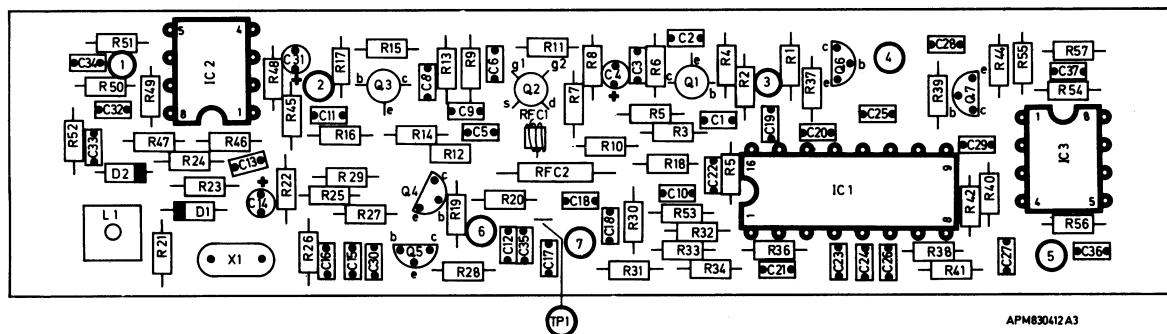 R51
5
4
C34
1
R50
R49
IC 2
C32
8
1
R52
C33
R47
R46
R24
C13
D2
R23
D1
C14
L 1
R21
X1
R48
C31
R17
R15
2
b
Q3
c
e
R45
C11
R16
R22
R 29
R25
R27
R26
C16
C15
C30
C8
R13
R9
C6
C9
C5
R14
R12
Q4
c
b
e
R19
b
c
Q5
e
R28
6
R20
C12
C35
C17
g1
g2
R11
Q2
s
d
RFC1
R7
RFC2
C18
7
TP1
R8
C4
C3
R6
C2
e
Q1
c
b
R4
R2
R5
C1
R3
R10
R18
C10
C18
R30
R53
R32
R33
R31
R34
C22
R5
3
R1
R37
C19
C20
c
Q6
b
e
4
C25
16
9
IC 1
1
8
R36
C21
C23
C24
C26
R38
R41
C28
R39
e
Q7
b
c
C29
R42
R40
R44
R55
R57
C37
R54
1
8
IC 3
4
5
R56
C27
5
C36
APM830412 A3